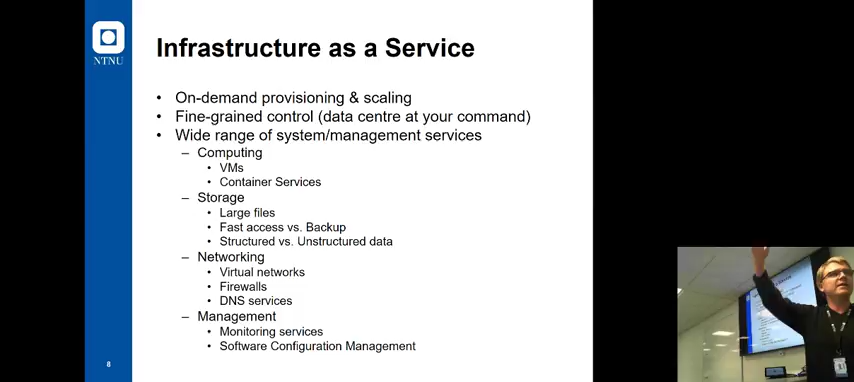 NTNU
Infrastructure as a Service
• On-demand provisioning & scaling
• Fine-grained control (data centre at your command)
• Wide range of system/management services
– Computing
• VMs
• Container Services
– Storage
• Large files
• Fast access vs. Backup
• Structured vs. Unstructured data
– Networking
• Virtual networks
• Firewalls
• DNS services
– Management
• Monitoring services
• Software Configuration Management
8